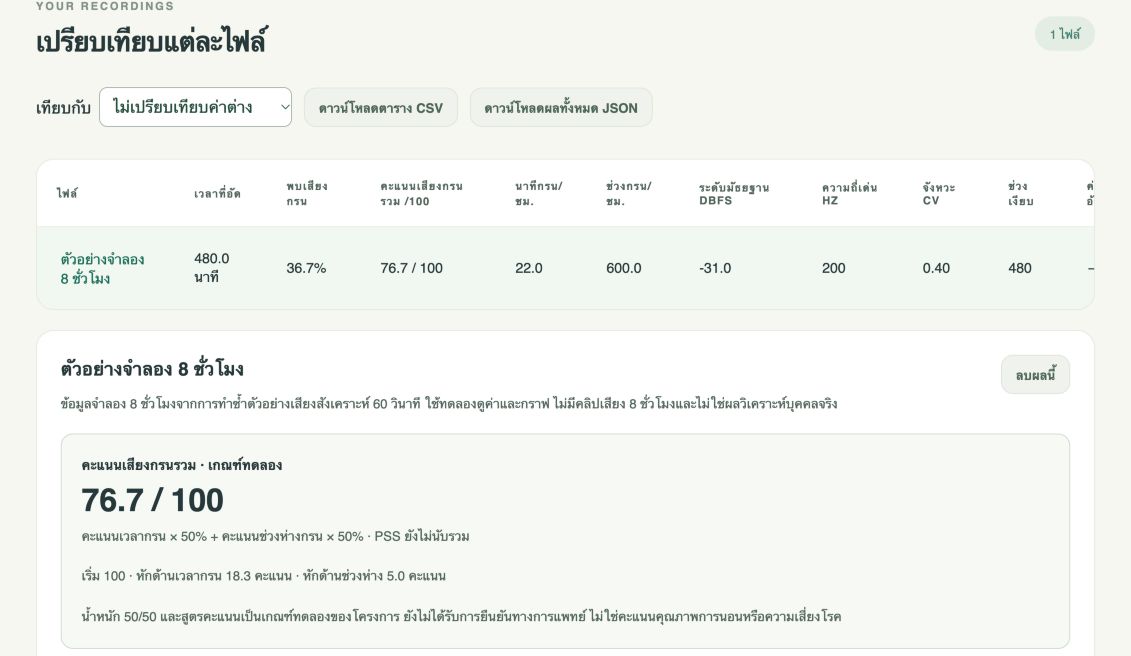 YOUR RECORDINGS
เปรียบเทียบแต่ละไฟล์
1 ไฟล์
เทียบกับ
ไม่เปรียบเทียบค่าต่าง
ดาวน์โหลดตาราง CSV
ดาวน์โหลดผลทั้งหมด JSON
ไฟล์
เวลาที่อัด
พบเสียง
กรน
คะแนนเสียงกรน
รวม /100
นาทีกรน/
ชม.
ช่วงกรน/
ชม.
ระดับมัธยฐาน
DBFS
ความถี่เด่น
HZ
จังหวะ
CV
ช่วง
เงียบ
ตัวอย่างจำลอง
8 ชั่วโมง
480.0
นาที
36.7%
76.7 / 100
22.0
600.0
-31.0
200
0.40
480
–
ตัวอย่างจำลอง 8 ชั่วโมง
ลบผลนี้
ข้อมูลจำลอง 8 ชั่วโมงจากการทำซ้ำตัวอย่างเสียงสังเคราะห์ 60 วินาที ใช้ทดลองดูค่าและกราฟ ไม่มีคลิปเสียง 8 ชั่วโมงและไม่ใช่ผลวิเคราะห์บุคคลจริง
คะแนนเสียงกรนรวม · เกณฑ์ทดลอง
76.7 / 100
คะแนนเวลากรน × 50% + คะแนนช่วงห่างกรน × 50% · PSS ยังไม่นับรวม
เริ่ม 100 · หักด้านเวลากรน 18.3 คะแนน · หักด้านช่วงห่าง 5.0 คะแนน
น้ำหนัก 50/50 และสูตรคะแนนเป็นเกณฑ์ทดลองของโครงการ ยังไม่ได้รับการยืนยันทางการแพทย์ ไม่ใช่คะแนนคุณภาพการนอนหรือความเสี่ยงโรค